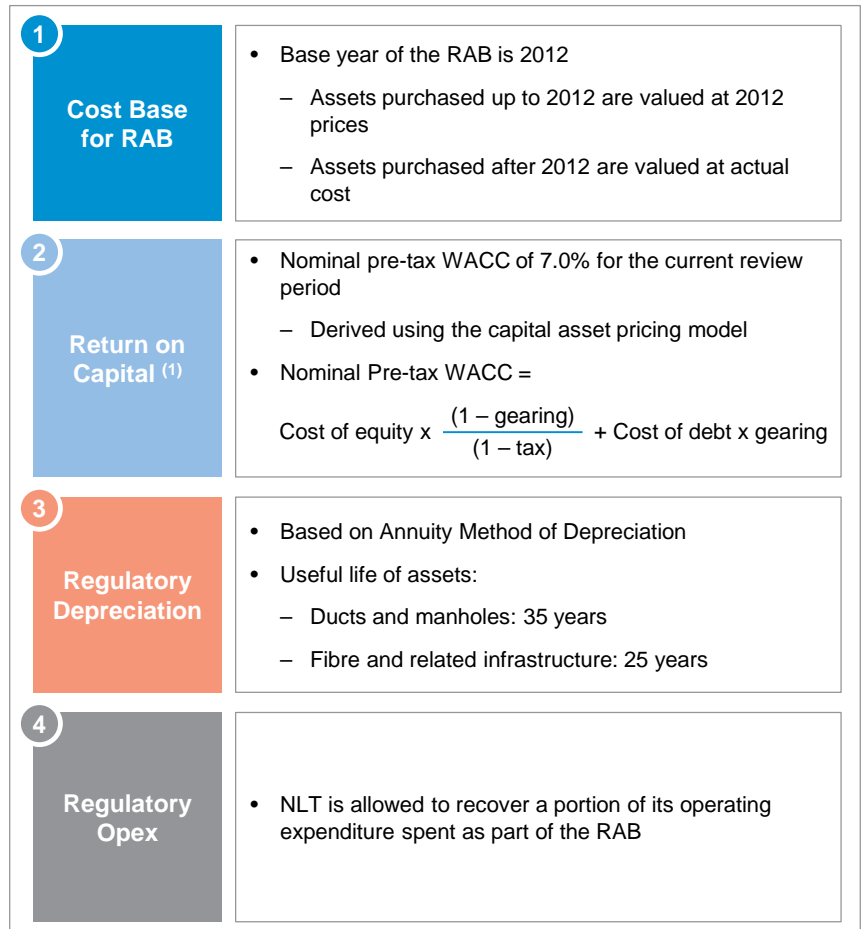 1
Cost Base
for RAB
• Base year of the RAB is 2012
– Assets purchased up to 2012 are valued at 2012
prices
– Assets purchased after 2012 are valued at actual
cost
2
Return on
Capital (1)
• Nominal pre-tax WACC of 7.0% for the current review
period
– Derived using the capital asset pricing model
• Nominal Pre-tax WACC =
Cost of equity x (1 – gearing) / (1 – tax) + Cost of debt x gearing
3
Regulatory
Depreciation
• Based on Annuity Method of Depreciation
• Useful life of assets:
– Ducts and manholes: 35 years
– Fibre and related infrastructure: 25 years
4
Regulatory
Opex
• NLT is allowed to recover a portion of its operating
expenditure spent as part of the RAB